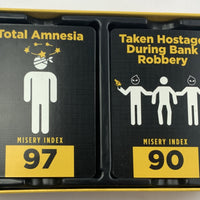 Total Amnesia
MISERY INDEX
97
Taken Hostage
During Bank
Robbery
MISERY INDEX
90